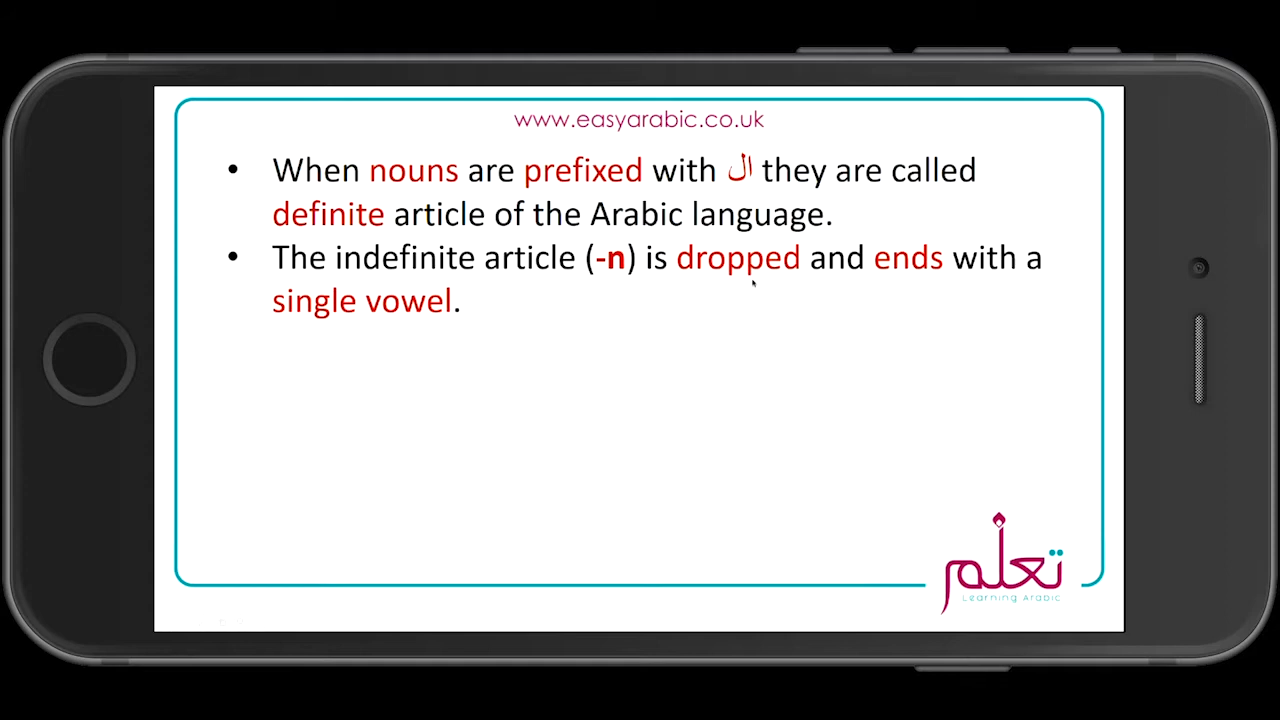 www.easyarabic.co.uk
• When nouns are prefixed with ال they are called
definite article of the Arabic language.
• The indefinite article (-n) is dropped and ends with a
single vowel.
تعلم
Learning Arabic